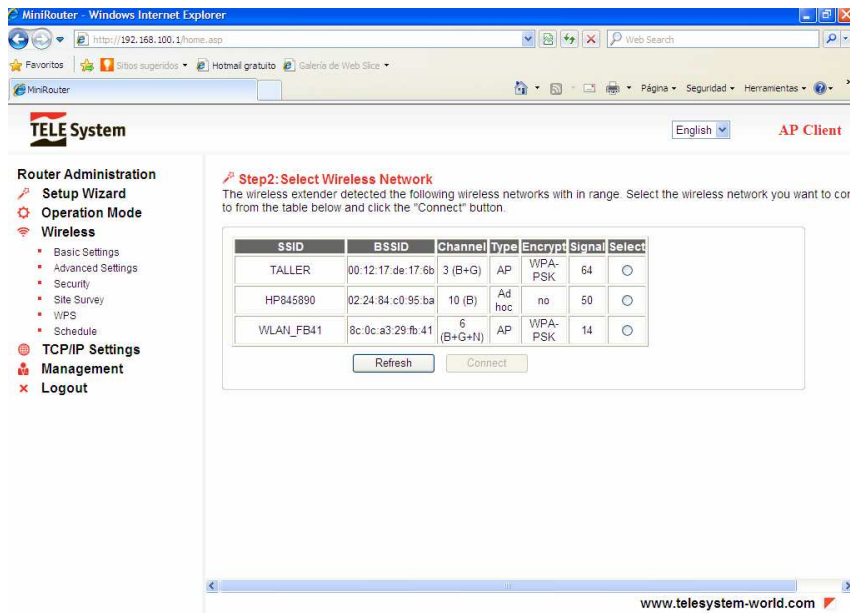 MiniRouter - Windows Internet Explorer
http://192.168.100.1/home.asp
Web Search
Favoritos Sitios sugeridos Hotmail gratuito Galería de Web Slice
MiniRouter Página Seguridad Herramientas
TELE System English AP Client
Router Administration
Setup Wizard
Operation Mode
Wireless
Basic Settings
Advanced Settings
Security
Site Survey
WPS
Schedule
TCP/IP Settings
Management
Logout
Step2:Select Wireless Network
The wireless extender detected the following wireless networks with in range. Select the wireless network you want to cor
to from the table below and click the "Connect" button.
SSID BSSID Channel Type Encrypt Signal Select
TALLER 00:12:17:de:17:6b 3 (B+G) AP WPA-PSK 64
HP845890 02:24:84:c0:95:ba 10 (B) Ad hoc no 50
WLAN_FB41 8c:0c:a3:29:fb:41 6 (B+G+N) AP WPA-PSK 14
Refresh Connect
www.telesystem-world.com